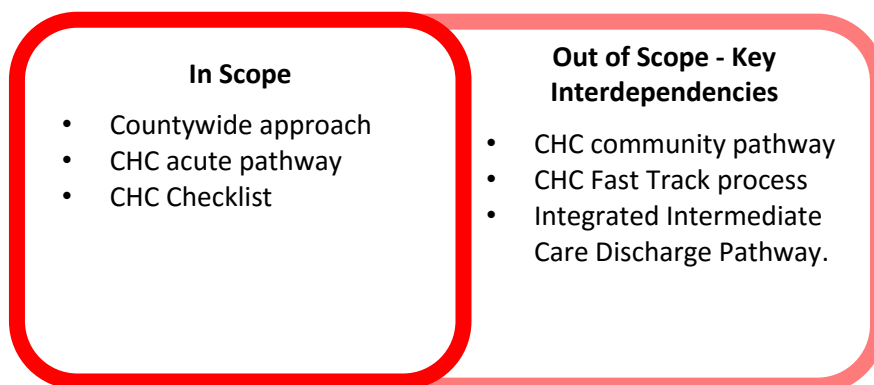 In Scope
• Countywide approach
• CHC acute pathway
• CHC Checklist
Out of Scope - Key
Interdependencies
• CHC community pathway
• CHC Fast Track process
• Integrated Intermediate
Care Discharge Pathway.